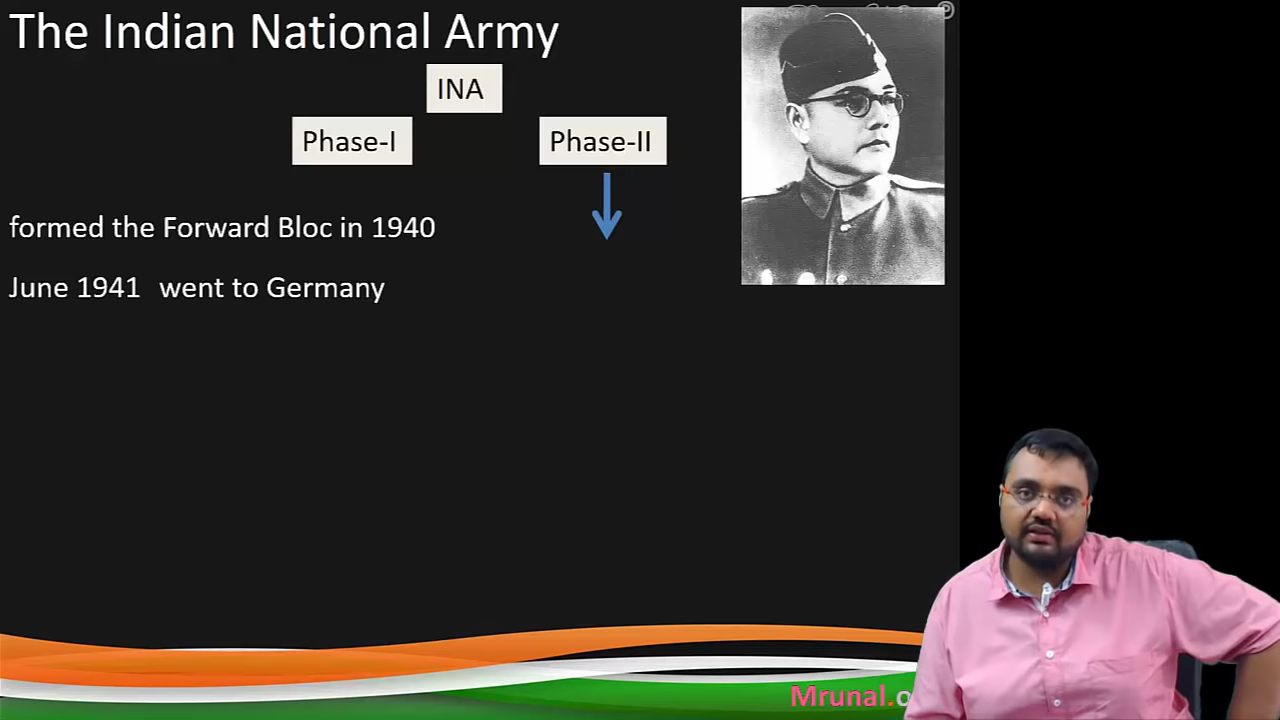 The Indian National Army
INA
Phase-I Phase-II
formed the Forward Bloc in 1940
June 1941 went to Germany
Mrunal.o